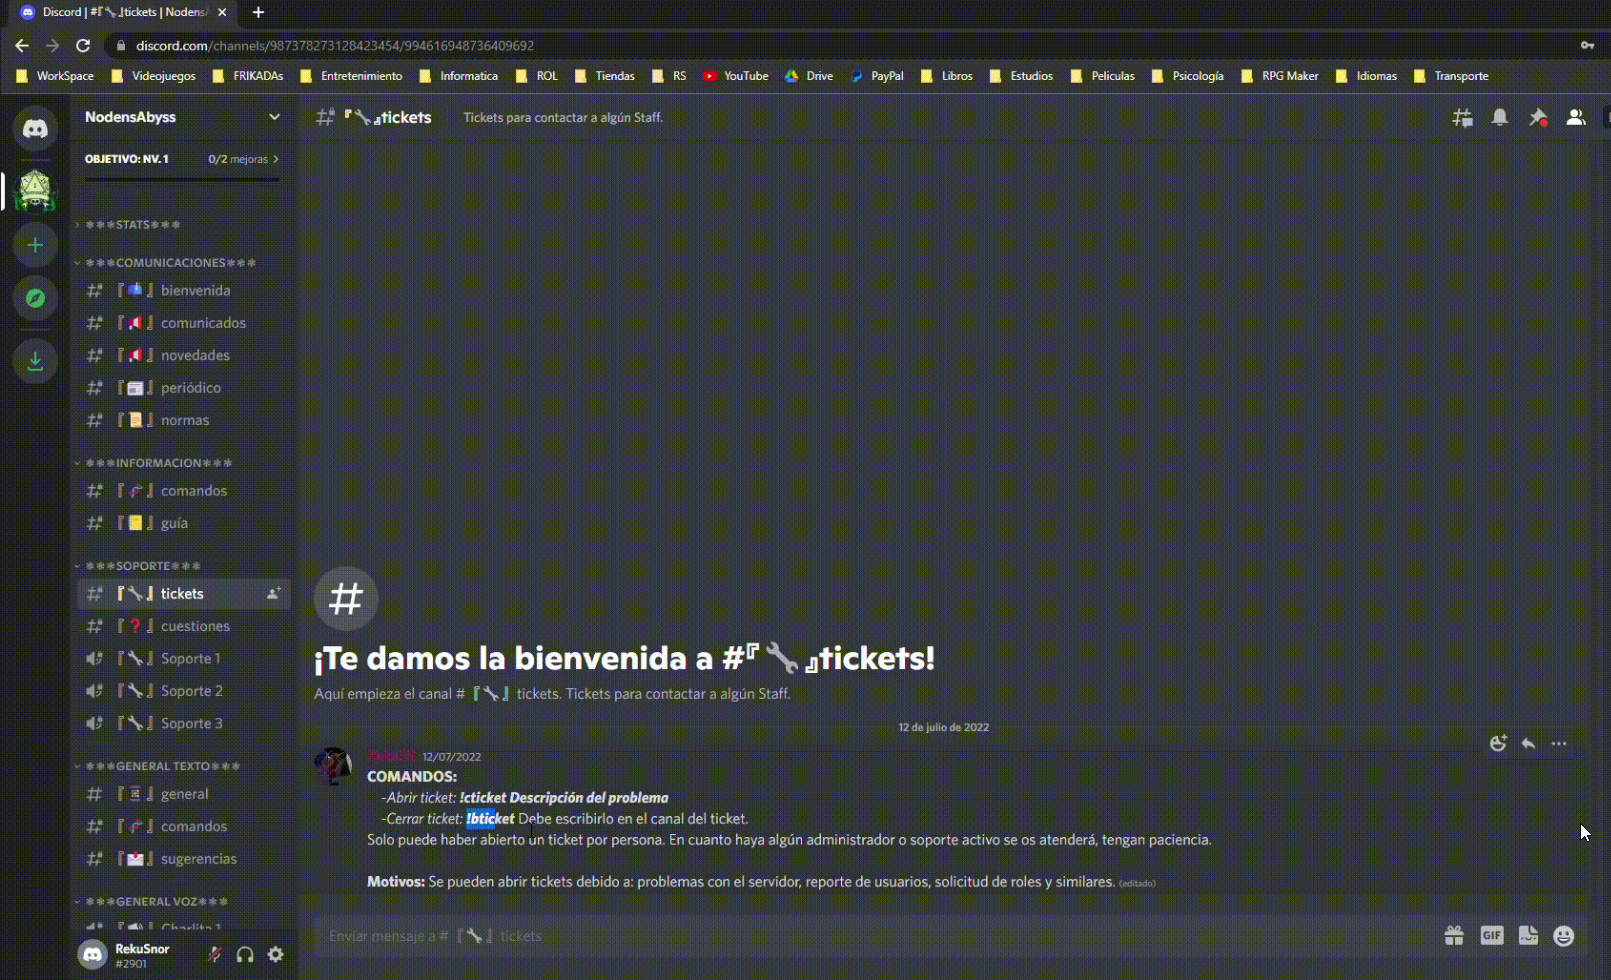 Discord | #『🔧』tickets | Nodens
discord.com/channels/987378273128423454/994616948736409692
WorkSpace Videojuegos FRIKADAs Entretenimiento Informatica ROL Tiendas RS YouTube Drive PayPal Libros Estudios Peliculas Psicología RPG Maker Idiomas Transporte
NodensAbyss
#『🔧』tickets Tickets para contactar a algún Staff.
OBJETIVO: NV. 1 0/2 mejoras >
***STATS***
***COMUNICACIONES***
『📫』bienvenida
『📢』comunicados
『📢』novedades
『📰』periódico
『📜』normas
***INFORMACION***
『🧬』comandos
『📒』guía
***SOPORTE***
『🔧』tickets
『❓』cuestiones
『🔧』Soporte 1
『🔧』Soporte 2
『🔧』Soporte 3
***GENERAL TEXTO***
『🧵』general
『🧬』comandos
『📩』sugerencias
***GENERAL VOZ***
Charlita 1
RekuSnor
#2901
¡Te damos la bienvenida a #『🔧』tickets!
Aquí empieza el canal #『🔧』tickets. Tickets para contactar a algún Staff.
12 de julio de 2022
12/07/2022
COMANDOS:
-Abrir ticket: !cticket Descripción del problema
-Cerrar ticket: !bticket Debe escribirlo en el canal del ticket.
Solo puede haber abierto un ticket por persona. En cuanto haya algún administrador o soporte activo se os atenderá, tengan paciencia.
Motivos: Se pueden abrir tickets debido a: problemas con el servidor, reporte de usuarios, solicitud de roles y similares. (editado)
Enviar mensaje a #『🔧』tickets
GIF